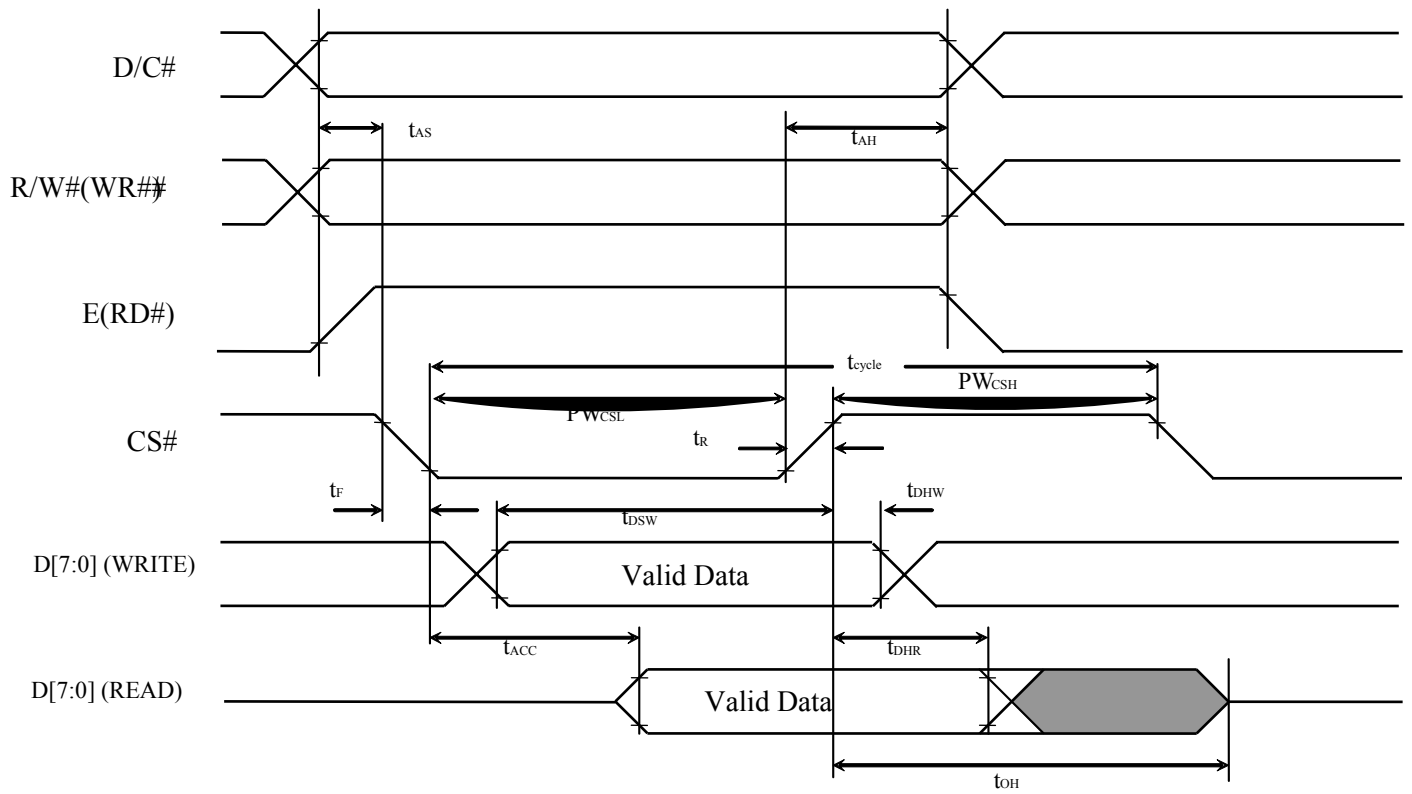 D/C#
tAS
tAH
R/W#(WR##)
E(RD#)
tcycle
PWCSH
PWCSL
CS#
tR
tF
tDHW
tDSW
D[7:0] (WRITE)
Valid Data
tACC
tDHR
D[7:0] (READ)
Valid Data
tOH